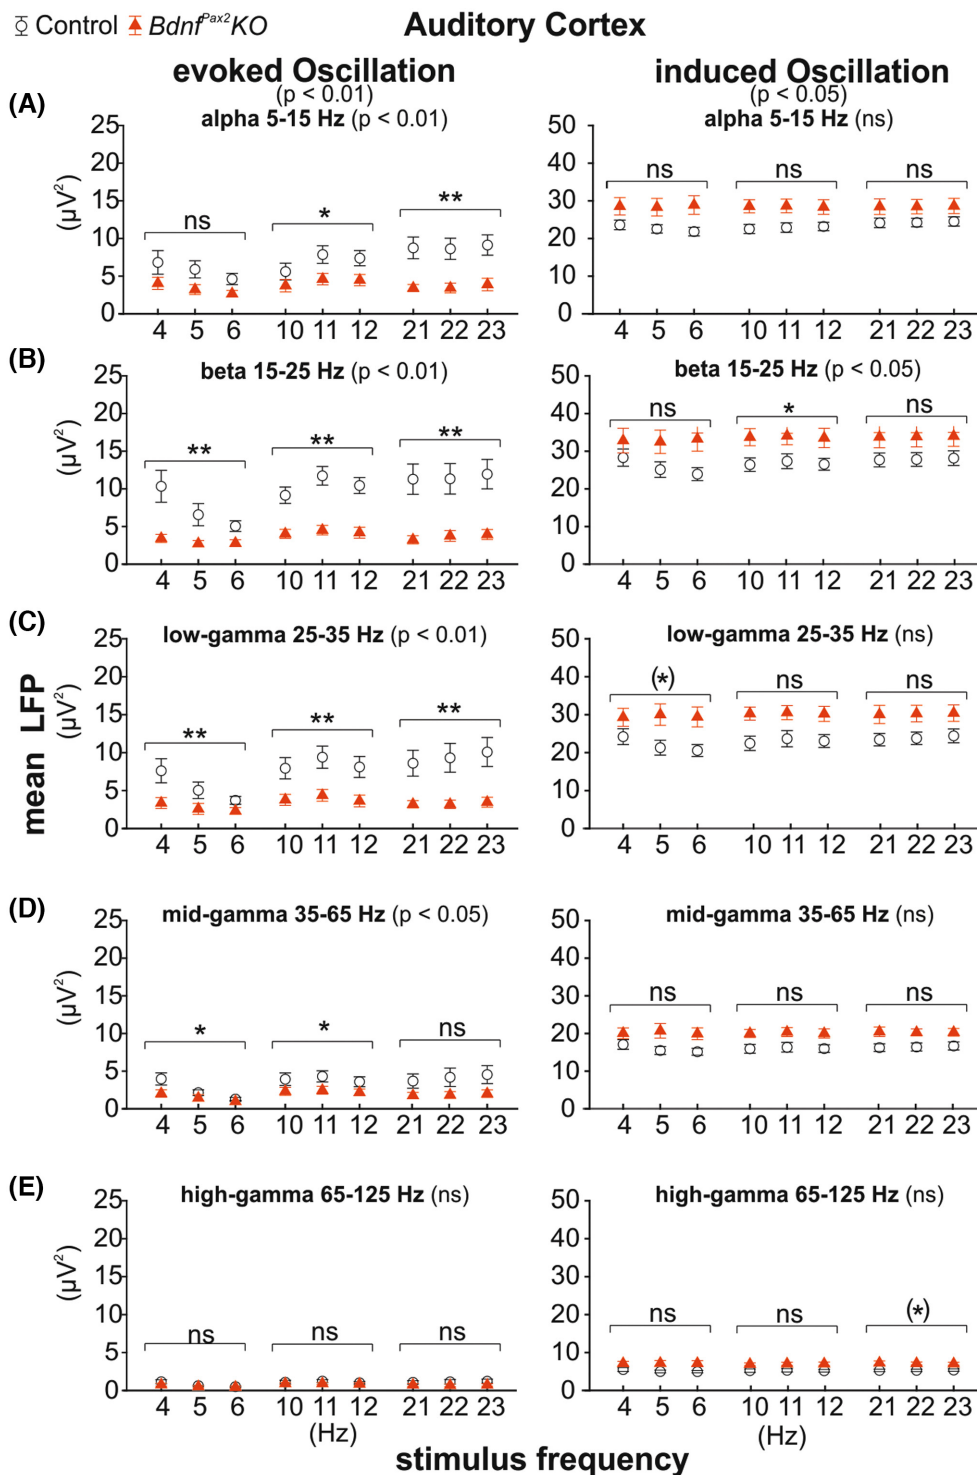 Control Bdnf^Pax2 KO
Auditory Cortex
evoked Oscillation
(p < 0.01)
induced Oscillation
(p < 0.05)
(A)
alpha 5-15 Hz (p < 0.01)
25
20
15
10
5
0
(μV²)
ns
*
**
4 5 6 10 11 12 21 22 23
alpha 5-15 Hz (ns)
50
40
30
20
10
0
ns
ns
ns
4 5 6 10 11 12 21 22 23
(B)
beta 15-25 Hz (p < 0.01)
25
20
15
10
5
0
(μV²)
**
**
**
4 5 6 10 11 12 21 22 23
beta 15-25 Hz (p < 0.05)
50
40
30
20
10
0
ns
*
ns
4 5 6 10 11 12 21 22 23
(C)
low-gamma 25-35 Hz (p < 0.01)
25
20
15
10
5
0
mean LFP
(μV²)
**
**
**
4 5 6 10 11 12 21 22 23
low-gamma 25-35 Hz (ns)
50
40
30
20
10
0
(*)
ns
ns
4 5 6 10 11 12 21 22 23
(D)
mid-gamma 35-65 Hz (p < 0.05)
25
20
15
10
5
0
(μV²)
*
*
ns
4 5 6 10 11 12 21 22 23
mid-gamma 35-65 Hz (ns)
50
40
30
20
10
0
ns
ns
ns
4 5 6 10 11 12 21 22 23
(E)
high-gamma 65-125 Hz (ns)
25
20
15
10
5
0
(μV²)
ns
ns
ns
4 5 6 10 11 12 21 22 23
(Hz)
high-gamma 65-125 Hz (ns)
50
40
30
20
10
0
ns
ns
(*)
4 5 6 10 11 12 21 22 23
(Hz)
stimulus frequency